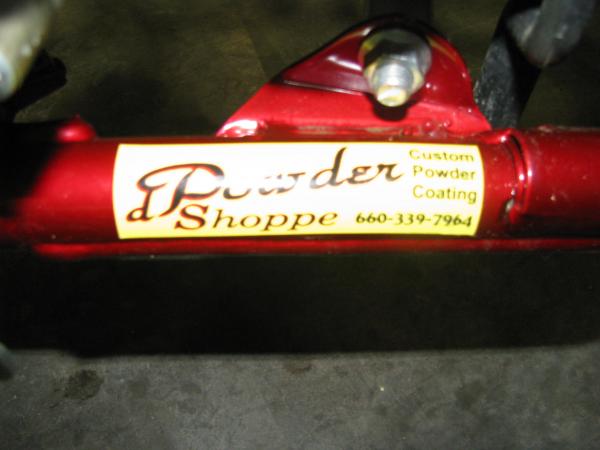 Powder
Shoppe
Custom
Powder
Coating
660-339-7964